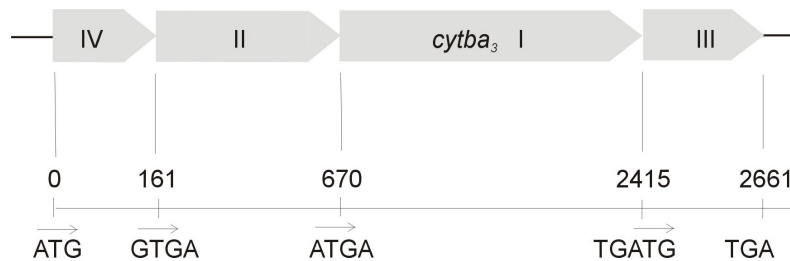 IV II cytba₃ I III
0 161 670 2415 2661
ATG GTGA ATGA TGATG TGA